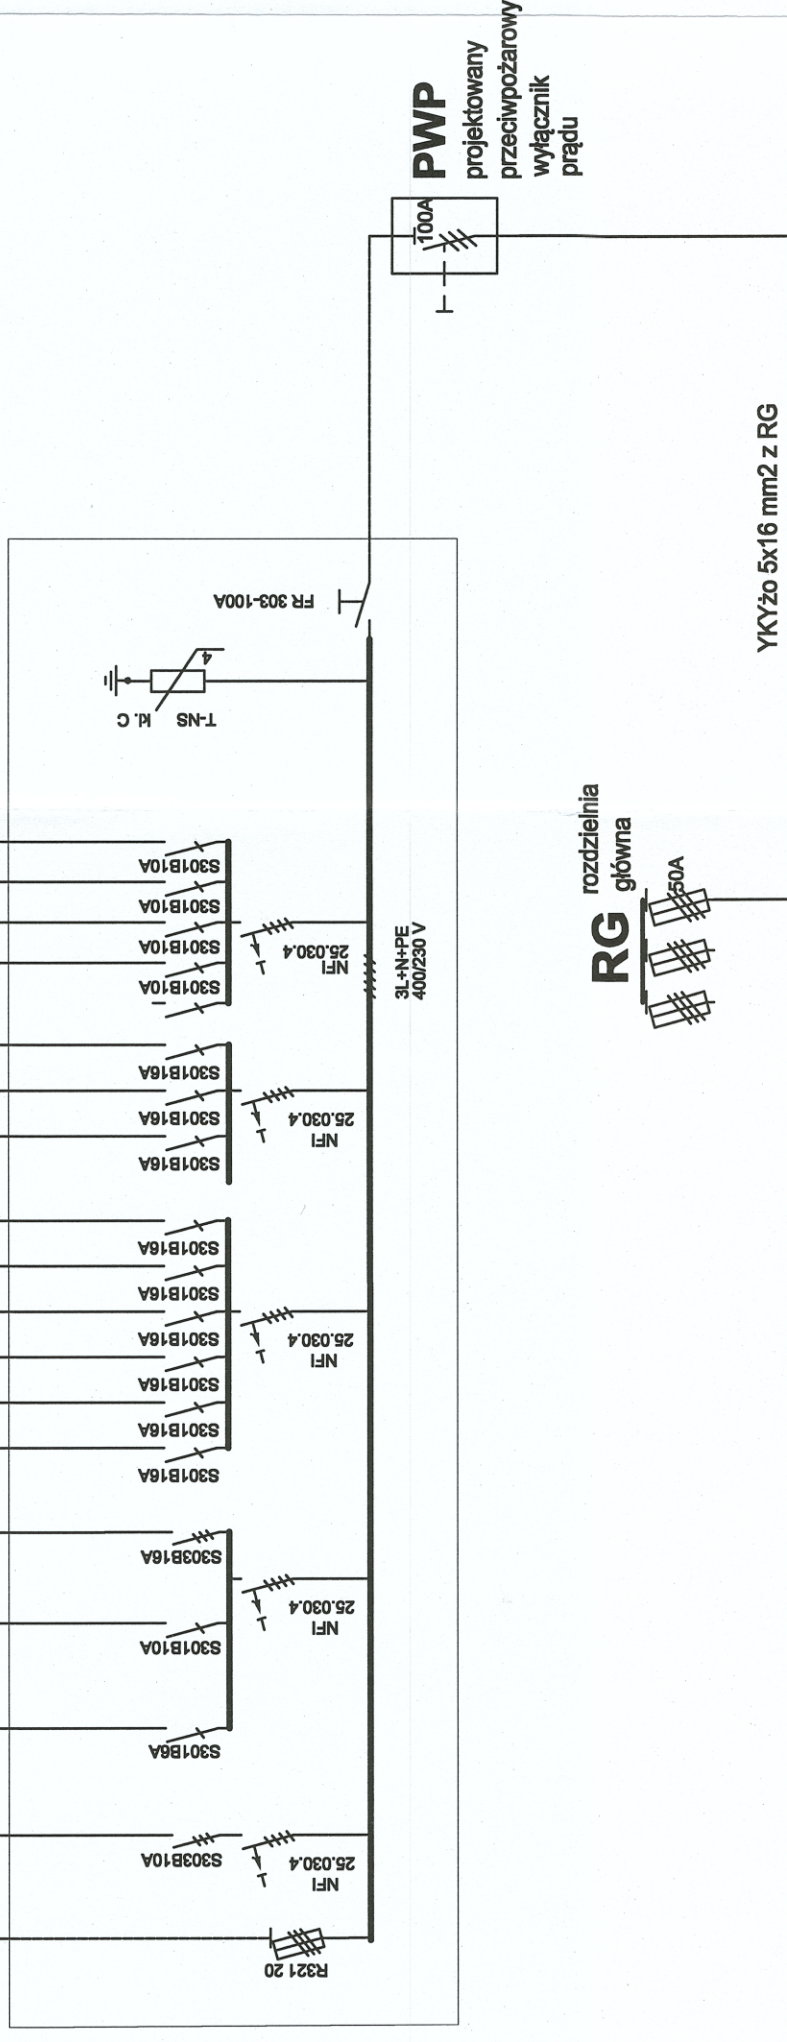 PWP
projektowany
przeciwpożarowy
wyłącznik
prądu
100A
YKYżo 5x16 mm2 z RG
FR 303-100A
4
T-NS kl. C
S301B10A
S301B10A
S301B10A
S301B10A
NFI
25.030.4
3L+N+PE
400/230 V
rozdzielnia
główna
RG
50A
S301B16A
S301B16A
S301B16A
NFI
25.030.4
S301B16A
S301B16A
S301B16A
S301B16A
S301B16A
S301B16A
NFI
25.030.4
S303B16A
S301B10A
S301B6A
NFI
25.030.4
S303B10A
NFI
25.030.4
R321 20